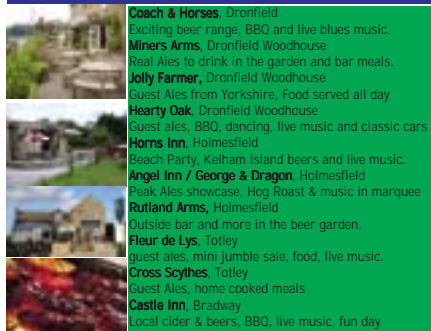 Coach & Horses, Dronfield
Exciting beer range, BBQ and live blues music.
Miners Arms, Dronfield Woodhouse
Real Ales to drink in the garden and bar meals.
Jolly Farmer, Dronfield Woodhouse
Guest Ales from Yorkshire, Food served all day
Hearty Oak, Dronfield Woodhouse
Guest ales, BBQ, dancing, live music and classic cars
Horns Inn, Holmesfield
Beach Party, Kelham Island beers and live music.
Angel Inn / George & Dragon, Holmesfield
Peak Ales showcase, Hog Roast & music in marquee
Rutland Arms, Holmesfield
Outside bar and more in the beer garden.
Fleur de Lys, Totley
guest ales, mini jumble sale, food, live music.
Cross Scythes, Totley
Guest Ales, home cooked meals
Castle Inn, Bradway
Local cider & beers, BBQ, live music, fun day